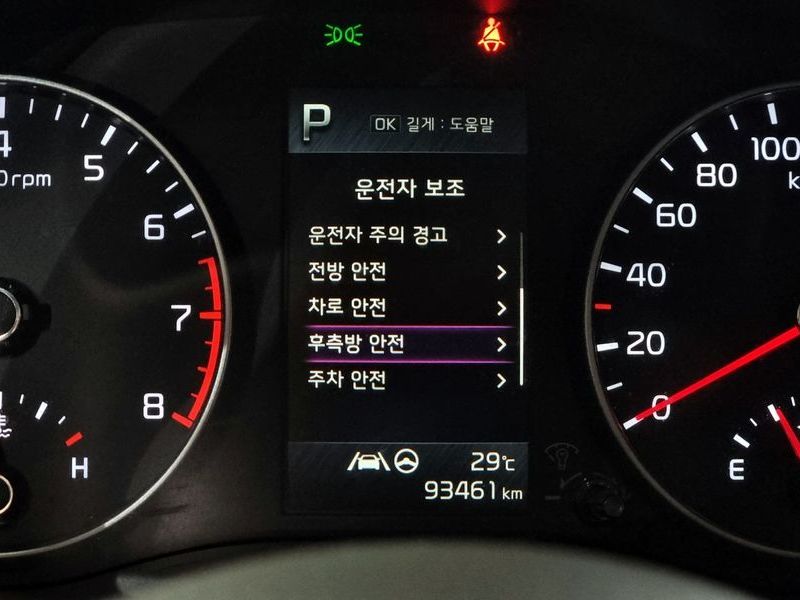 P OK 길게 : 도움말
운전자 보조
운전자 주의 경고
전방 안전
차로 안전
후측방 안전
주차 안전
29℃
93461 km
4
5
6
7
8
rpm
H
100
80
60
40
20
0
E